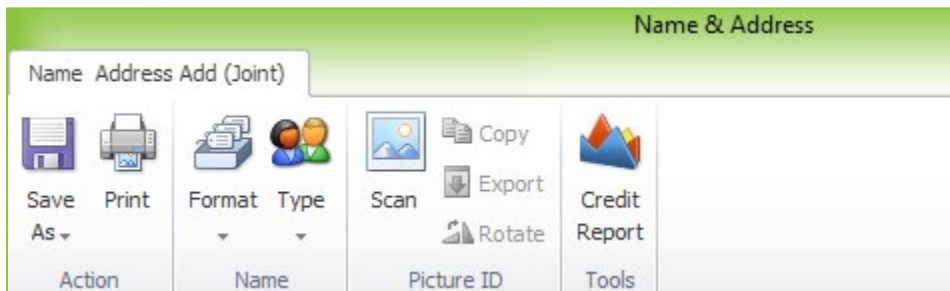 Name & Address
Name Address Add (Joint)
Save As
Print
Format
Type
Scan
Copy
Export
Rotate
Credit Report
Action
Name
Picture ID
Tools